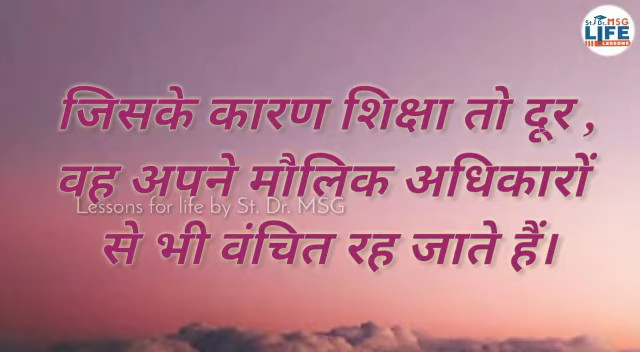 St. Dr. MSG
LIFE
LESSONS
जिसके कारण शिक्षा तो दूर ,
वह अपने मौलिक अधिकारों
Lessons for life by St. Dr. MSG
से भी वंचित रह जाते हैं।